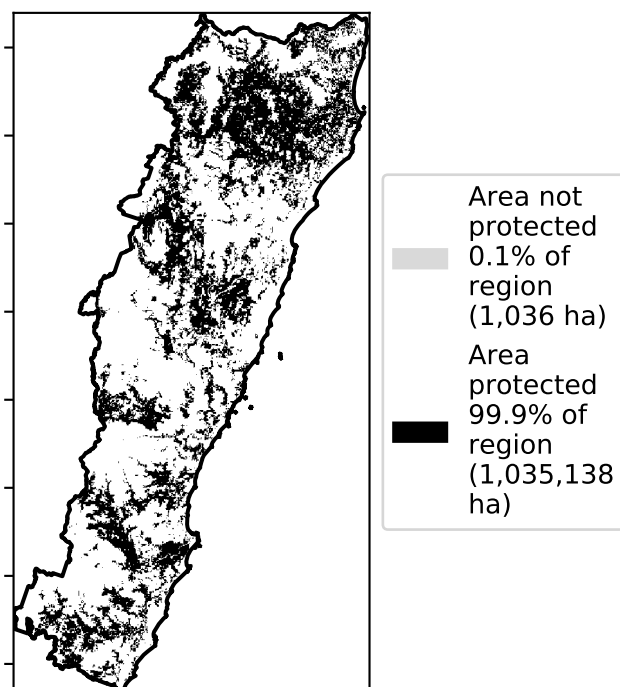 Area not
protected
0.1% of
region
(1,036 ha)
Area
protected
99.9% of
region
(1,035,138
ha)